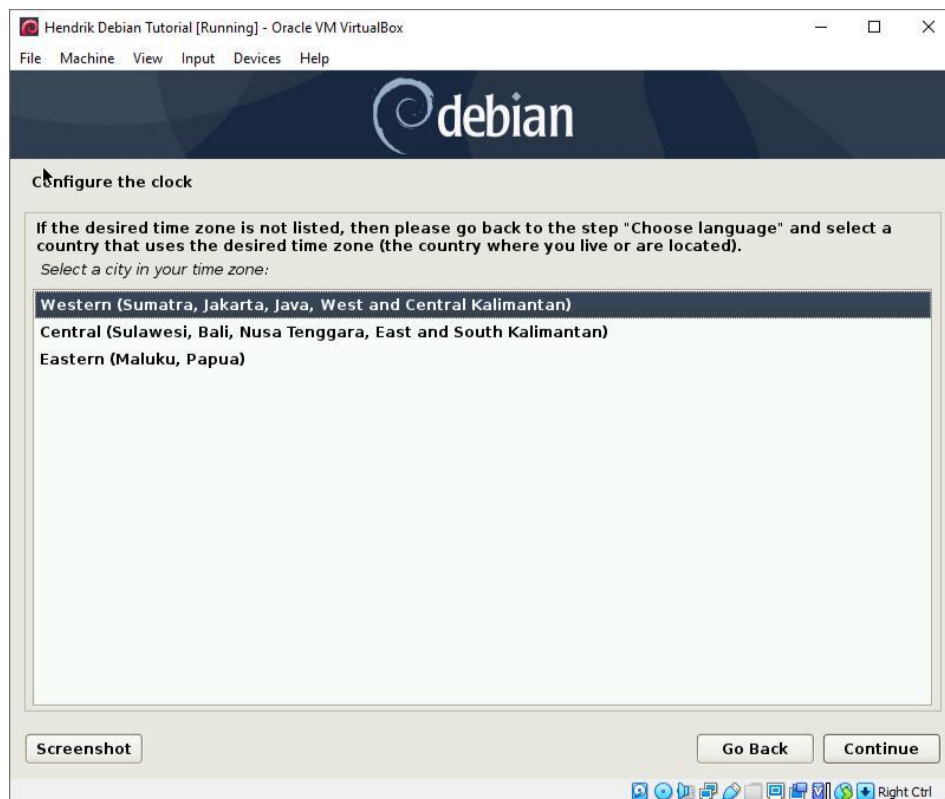 Hendrik Debian Tutorial [Running] - Oracle VM VirtualBox
File Machine View Input Devices Help
debian
Configure the clock
If the desired time zone is not listed, then please go back to the step "Choose language" and select a
country that uses the desired time zone (the country where you live or are located).
Select a city in your time zone:
Western (Sumatra, Jakarta, Java, West and Central Kalimantan)
Central (Sulawesi, Bali, Nusa Tenggara, East and South Kalimantan)
Eastern (Maluku, Papua)
Screenshot Go Back Continue
Right Ctrl